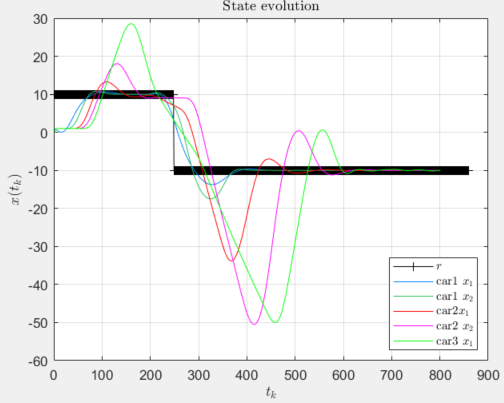 State evolution
30
20
10
0
-10
-20
-30
-40
-50
-60
x(t_k)
0 100 200 300 400 500 600 700 800 900
t_k
r
car1 x_1
car1 x_2
car2x_1
car2 x_2
car3 x_1